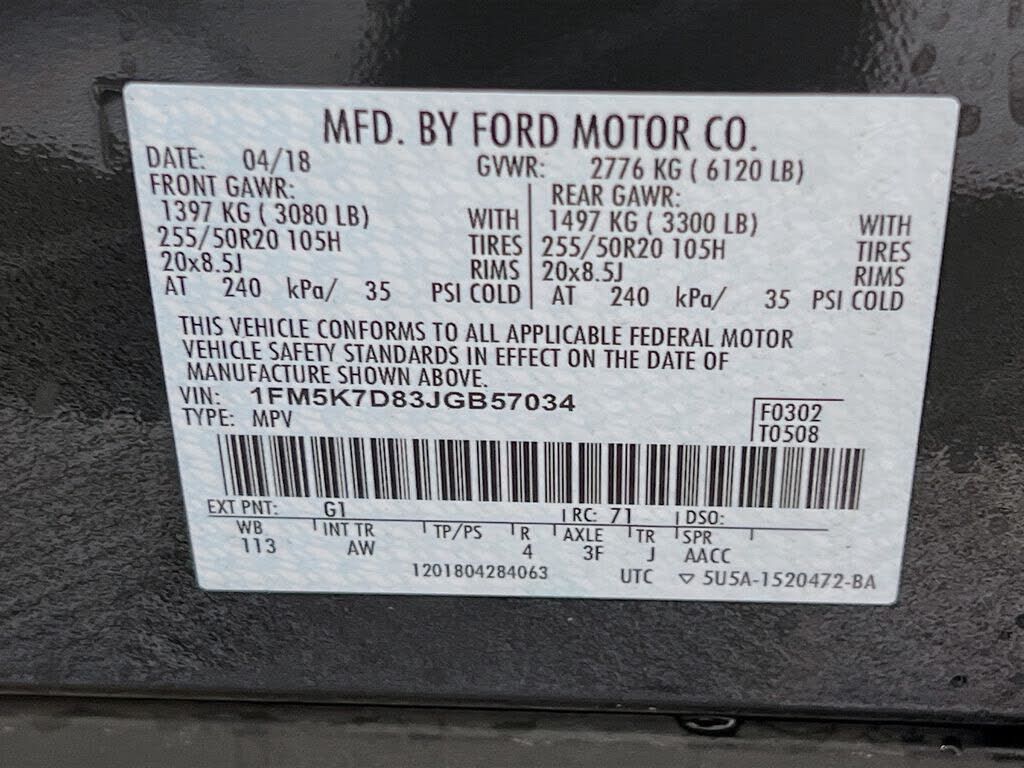 MFD. BY FORD MOTOR CO.
DATE: 04/18 GVWR: 2776 KG ( 6120 LB)
FRONT GAWR: REAR GAWR:
1397 KG ( 3080 LB) WITH 1497 KG ( 3300 LB) WITH
255/50R20 105H TIRES 255/50R20 105H TIRES
20x8.5J RIMS 20x8.5J RIMS
AT 240 kPa/ 35 PSI COLD AT 240 kPa/ 35 PSI COLD
THIS VEHICLE CONFORMS TO ALL APPLICABLE FEDERAL MOTOR
VEHICLE SAFETY STANDARDS IN EFFECT ON THE DATE OF
MANUFACTURE SHOWN ABOVE.
VIN: 1FM5K7D83JGB57034
TYPE: MPV
F0302
T0508
EXT PNT: G1 RC: 71 DSO:
WB INT TR TP/PS R AXLE TR SPR
113 AW 4 3F J AACC
1201804284063 UTC ▽ 5U5A-1520472-BA